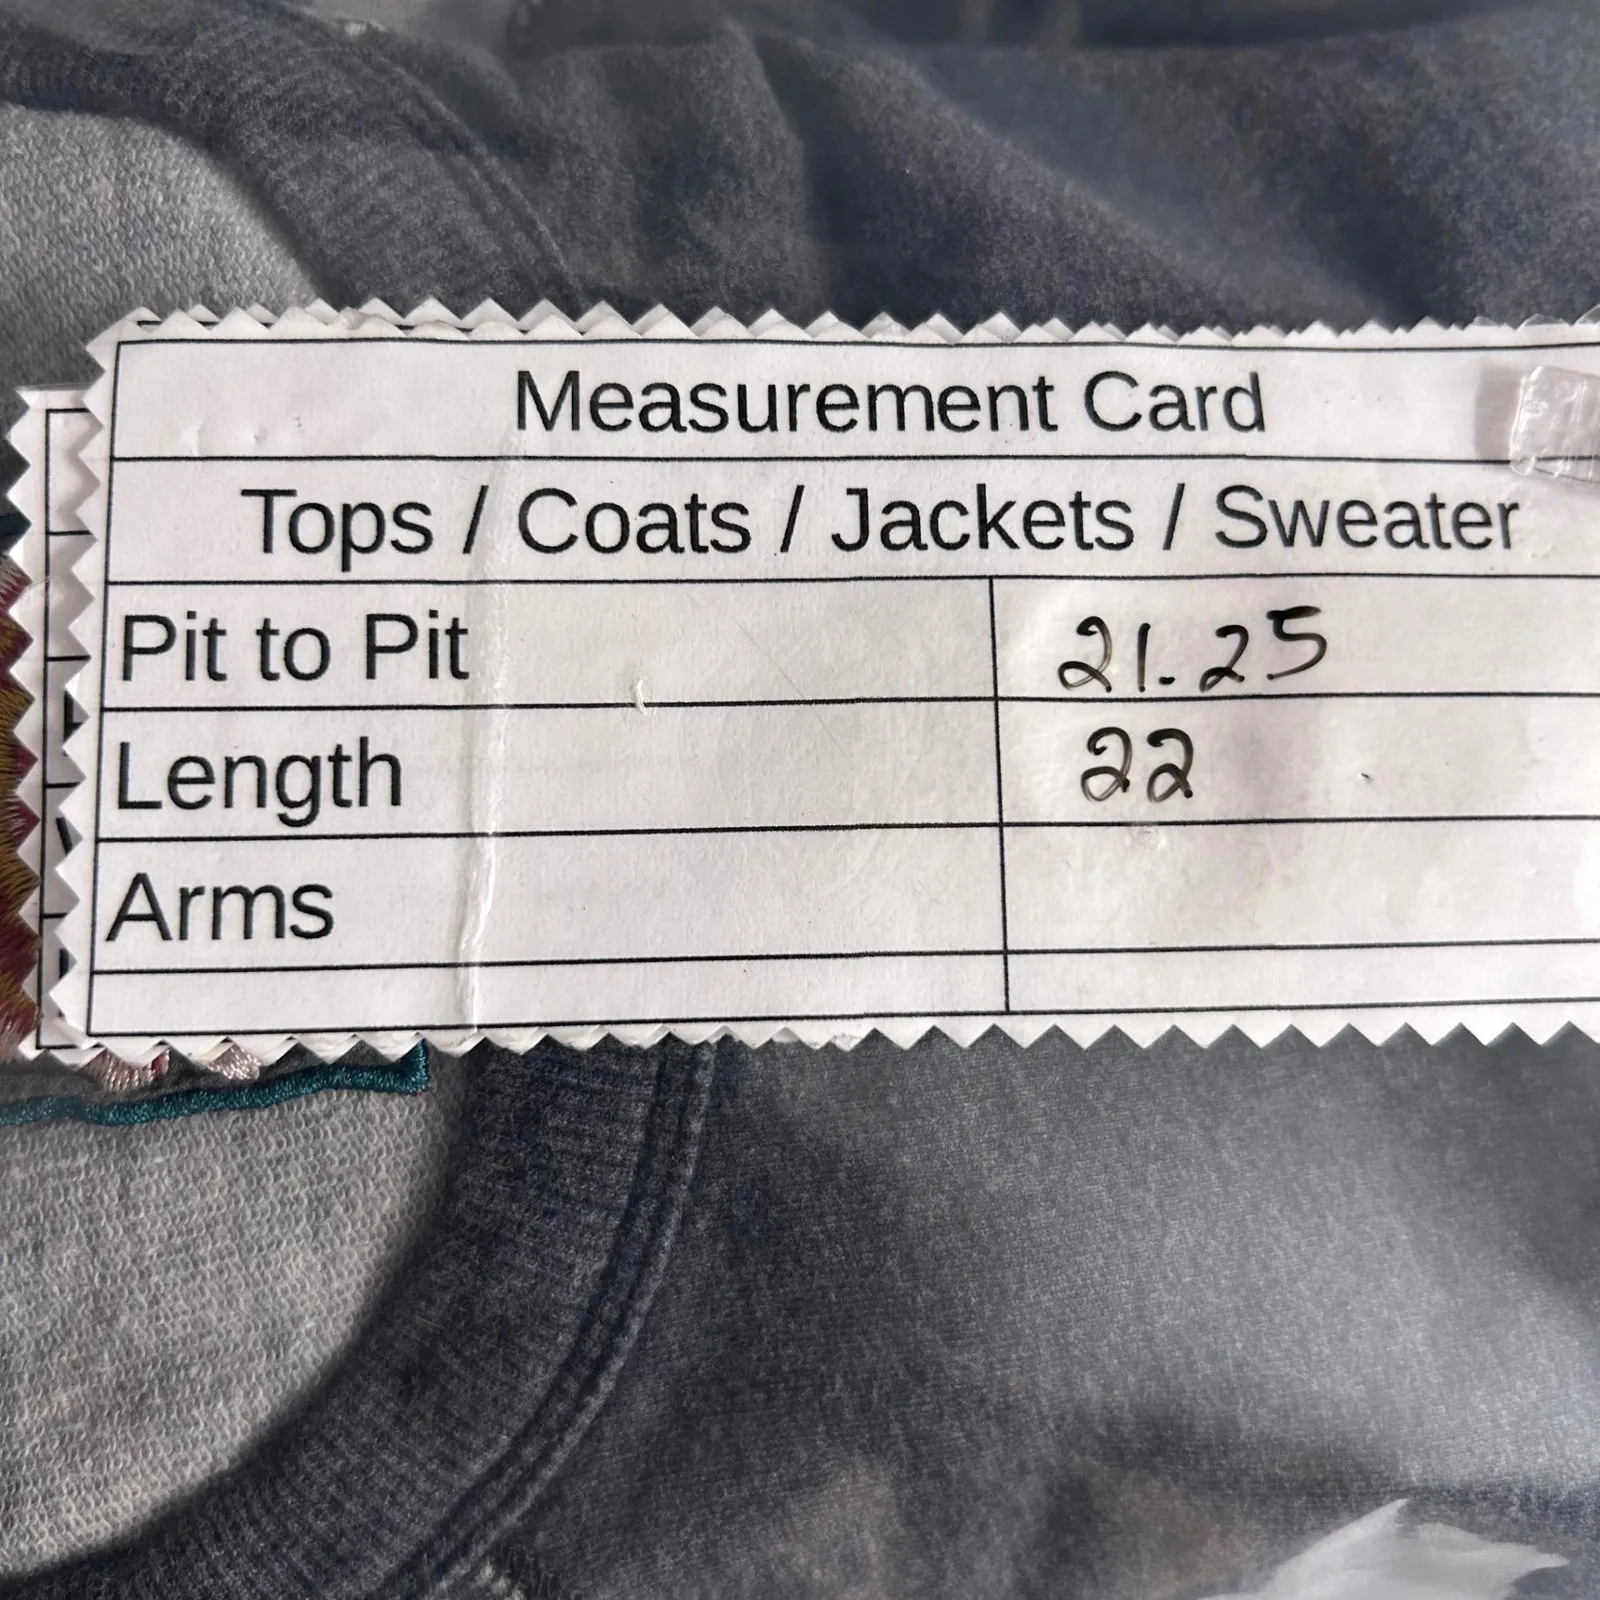 Measurement Card
Tops / Coats / Jackets / Sweater
Pit to Pit 21.25
Length 22
Arms